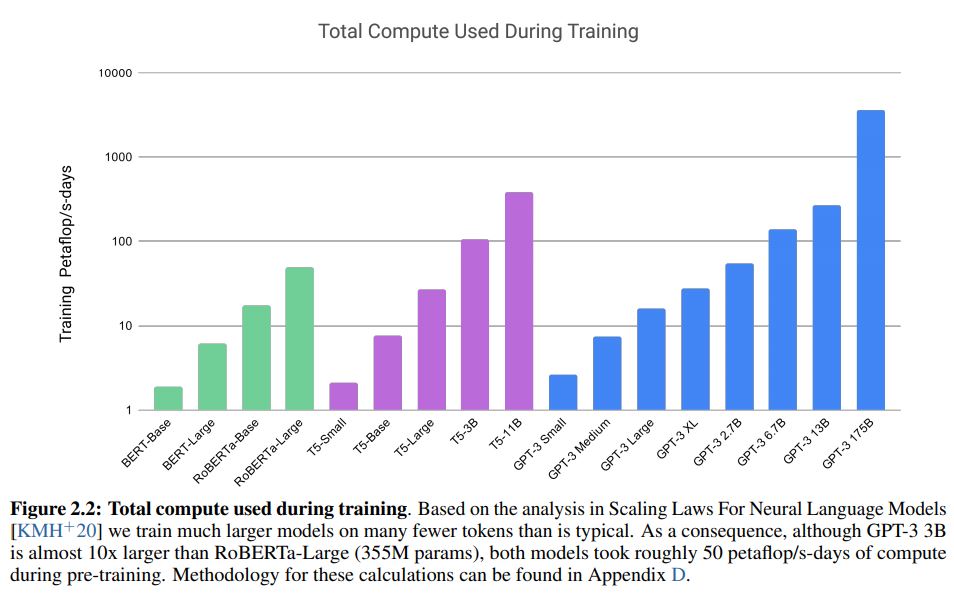 Total Compute Used During Training
10000
1000
100
10
1
Training Petaflop/s-days
BERT-Base
BERT-Large
RoBERTa-Base
RoBERTa-Large
T5-Small
T5-Base
T5-Large
T5-3B
T5-11B
GPT-3 Small
GPT-3 Medium
GPT-3 Large
GPT-3 XL
GPT-3 2.7B
GPT-3 6.7B
GPT-3 13B
GPT-3 175B
Figure 2.2: Total compute used during training. Based on the analysis in Scaling Laws For Neural Language Models
[KMH+20] we train much larger models on many fewer tokens than is typical. As a consequence, although GPT-3 3B
is almost 10x larger than RoBERTa-Large (355M params), both models took roughly 50 petaflop/s-days of compute
during pre-training. Methodology for these calculations can be found in Appendix D.